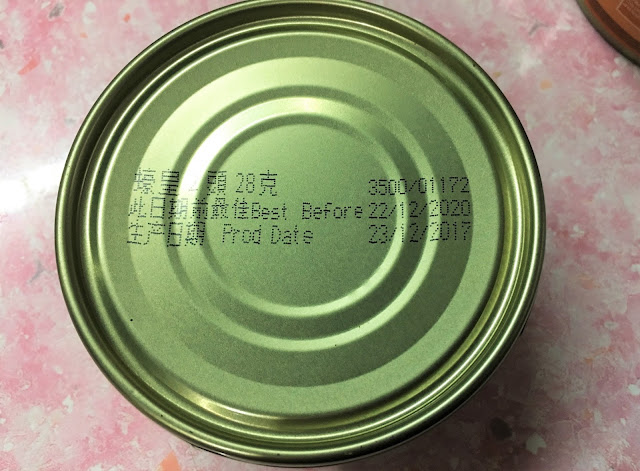 蠔皇 2 頭 28克 3500/01172
此日期前最佳Best Before 22/12/2020
生产日期 Prod Date 23/12/2017